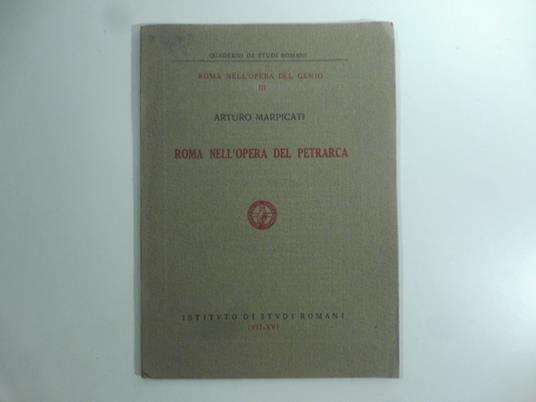 QUADERNI DI STUDI ROMANI
ROMA NELL'OPERA DEL GENIO
III
ARTURO MARPICATI
ROMA NELL'OPERA DEL PETRARCA
ISTITVTO DI STVDI ROMANI